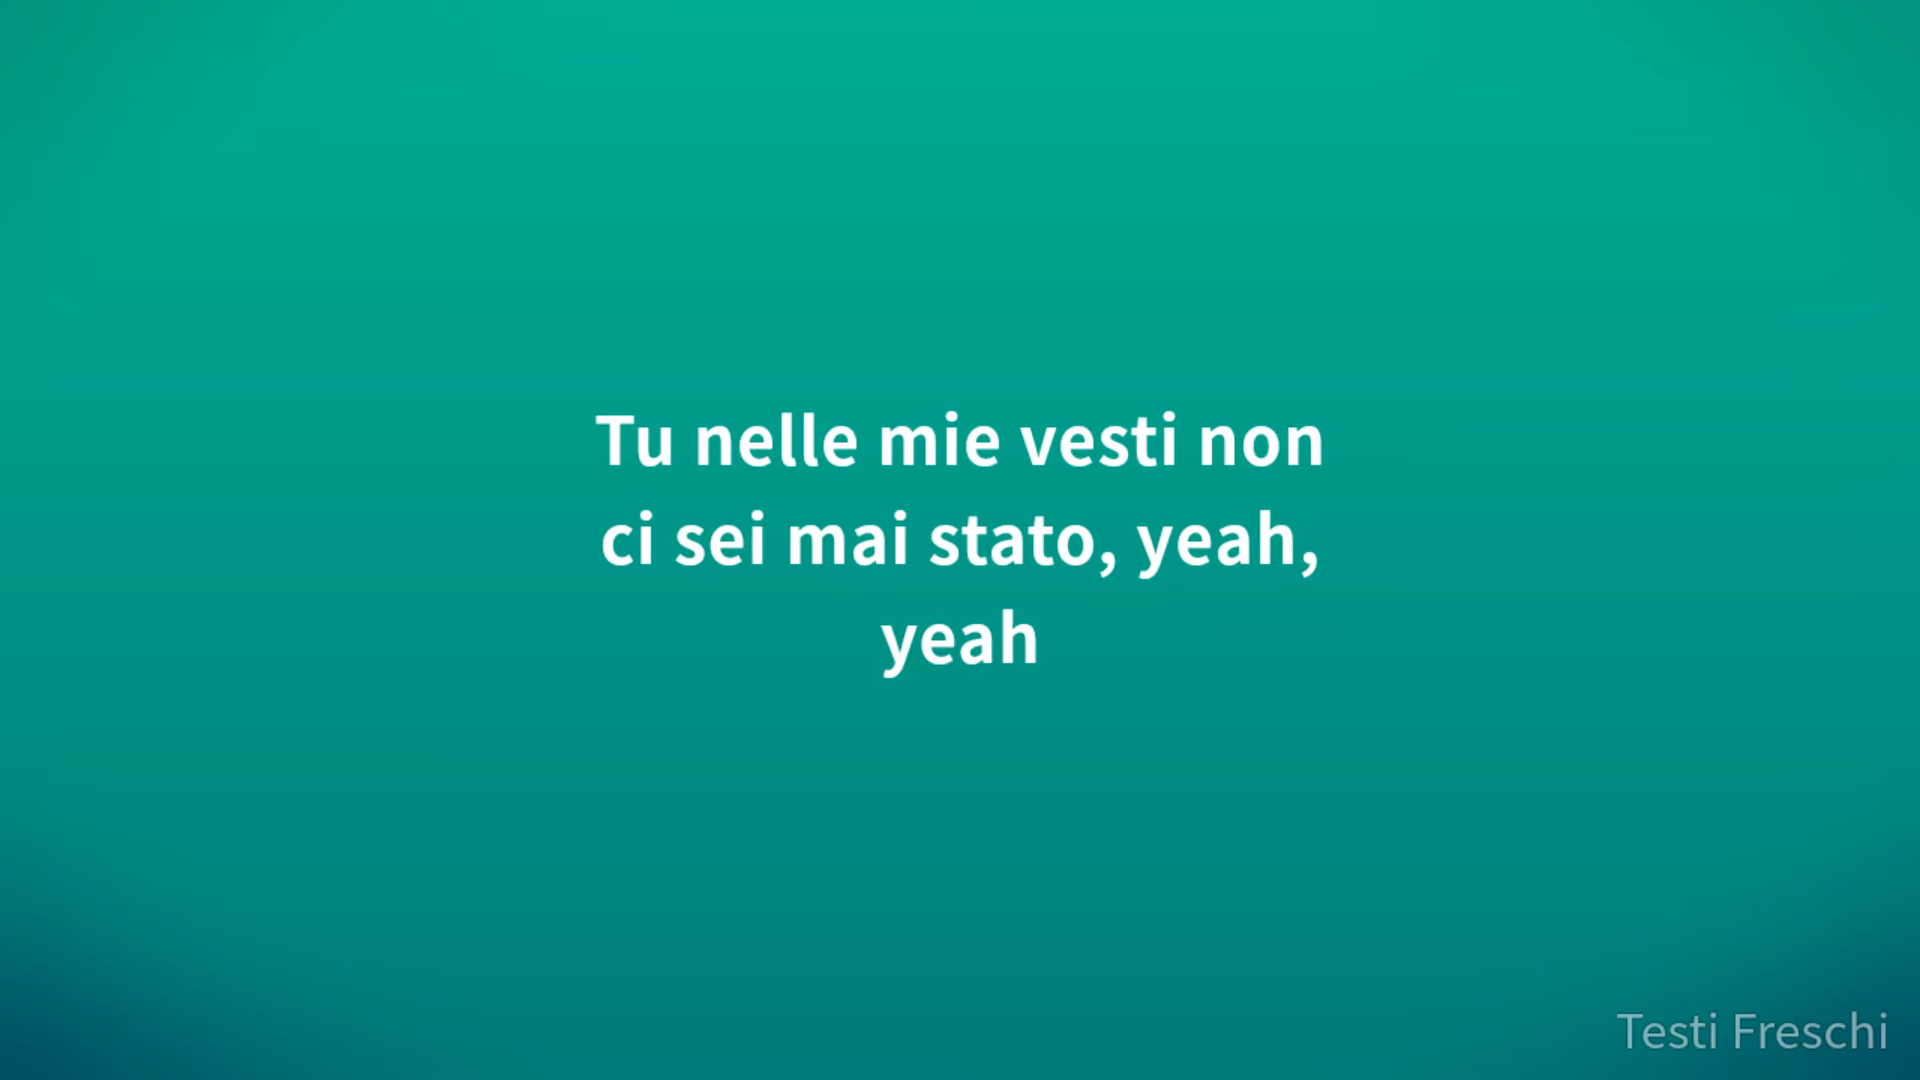 Tu nelle mie vesti non
ci sei mai stato, yeah,
yeah
Testi Freschi